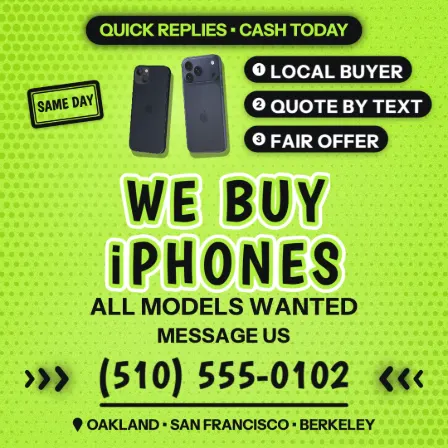 QUICK REPLIES • CASH TODAY
SAME DAY
1 LOCAL BUYER
2 QUOTE BY TEXT
3 FAIR OFFER
WE BUY
iPHONES
ALL MODELS WANTED
MESSAGE US
››› (510) 555-0102 ‹‹‹
OAKLAND • SAN FRANCISCO • BERKELEY